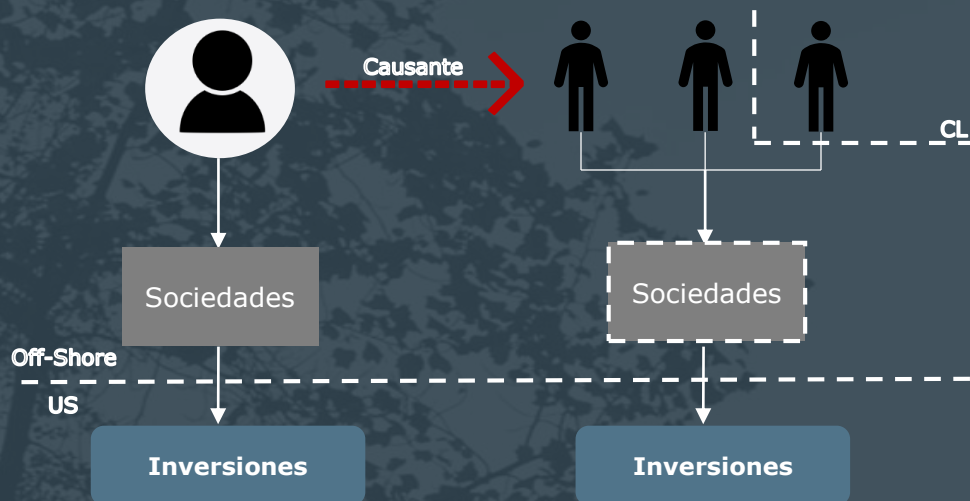 Causante
CL
Sociedades
Sociedades
Off-Shore
US
Inversiones
Inversiones